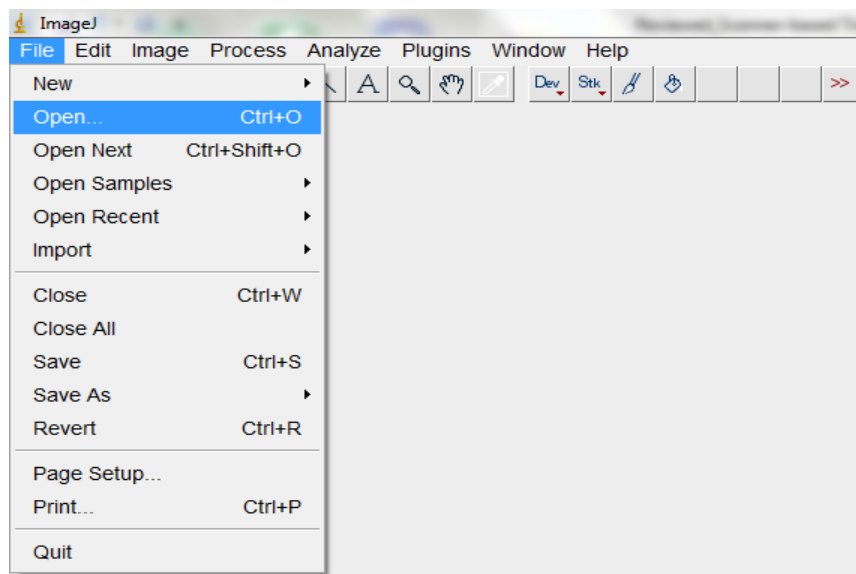 ImageJ
File Edit Image Process Analyze Plugins Window Help
A Dev Stk >>
New
Open... Ctrl+O
Open Next Ctrl+Shift+O
Open Samples
Open Recent
Import
Close Ctrl+W
Close All
Save Ctrl+S
Save As
Revert Ctrl+R
Page Setup...
Print... Ctrl+P
Quit